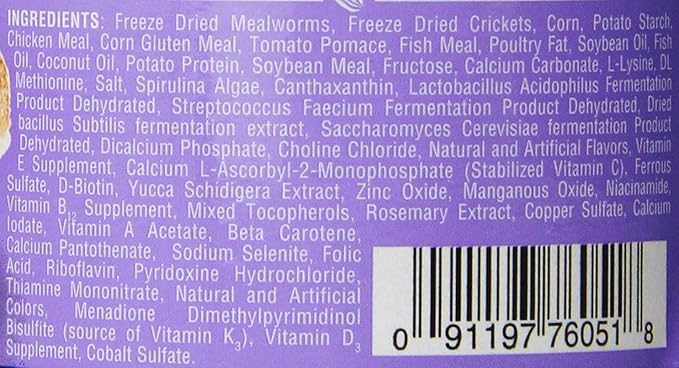 INGREDIENTS: Freeze Dried Mealworms, Freeze Dried Crickets, Corn, Potato Starch,
Chicken Meal, Corn Gluten Meal, Tomato Pomace, Fish Meal, Poultry Fat, Soybean Oil, Fish
Oil, Coconut Oil, Potato Protein, Soybean Meal, Fructose, Calcium Carbonate, L-Lysine, DL
Methionine, Salt, Spirulina Algae, Canthaxanthin, Lactobacillus Acidophilus Fermentation
Product Dehydrated, Streptococcus Faecium Fermentation Product Dehydrated, Dried
bacillus Subtilis fermentation extract, Saccharomyces Cerevisiae fermentation Product
Dehydrated, Dicalcium Phosphate, Choline Chloride, Natural and Artificial Flavors, Vitamin
E Supplement, Calcium L-Ascorbyl-2-Monophosphate (Stabilized Vitamin C), Ferrous
Sulfate, D-Biotin, Yucca Schidigera Extract, Zinc Oxide, Manganous Oxide, Niacinamide,
Vitamin B12 Supplement, Mixed Tocopherols, Rosemary Extract, Copper Sulfate, Calcium
Iodate, Vitamin A Acetate, Beta Carotene,
Calcium Pantothenate, Sodium Selenite, Folic
Acid, Riboflavin, Pyridoxine Hydrochloride,
Thiamine Mononitrate, Natural and Artificial
Colors, Menadione Dimethylpyrimidinol
Bisulfite (source of Vitamin K3), Vitamin D3
Supplement, Cobalt Sulfate.
0 91197 76051 8